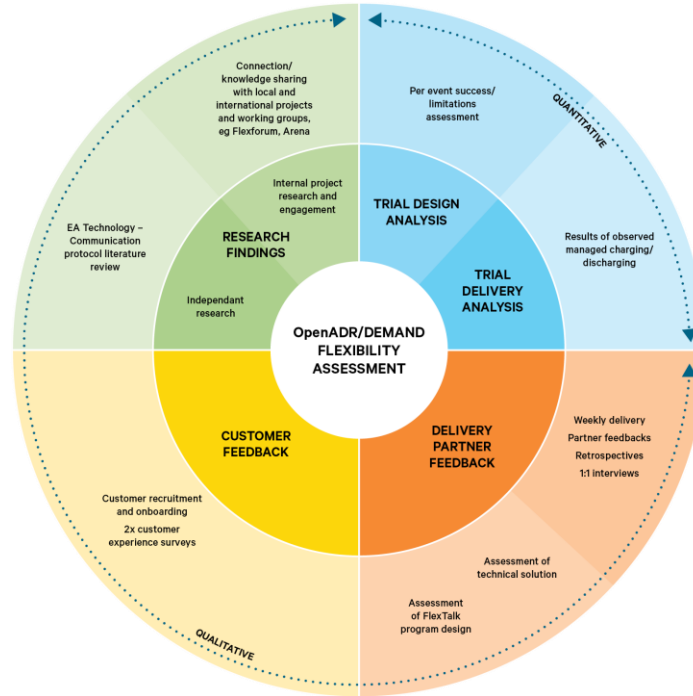 Connection/
knowledge sharing
with local and
international projects
and working groups,
eg Flexforum, Arena
Per event success/
limitations
assessment
QUANTITATIVE
Internal project
research and
engagement
TRIAL DESIGN
ANALYSIS
EA Technology –
Communication
protocol literature
review
RESEARCH
FINDINGS
Results of observed
managed charging/
discharging
TRIAL
DELIVERY
ANALYSIS
Independant
research
OpenADR/DEMAND
FLEXIBILITY
ASSESSMENT
CUSTOMER
FEEDBACK
DELIVERY
PARTNER
FEEDBACK
Weekly delivery
Partner feedbacks
Retrospectives
1:1 interviews
Customer recruitment
and onboarding
2x customer
experience surveys
Assessment of
technical solution
Assessment
of FlexTalk
program design
QUALITATIVE